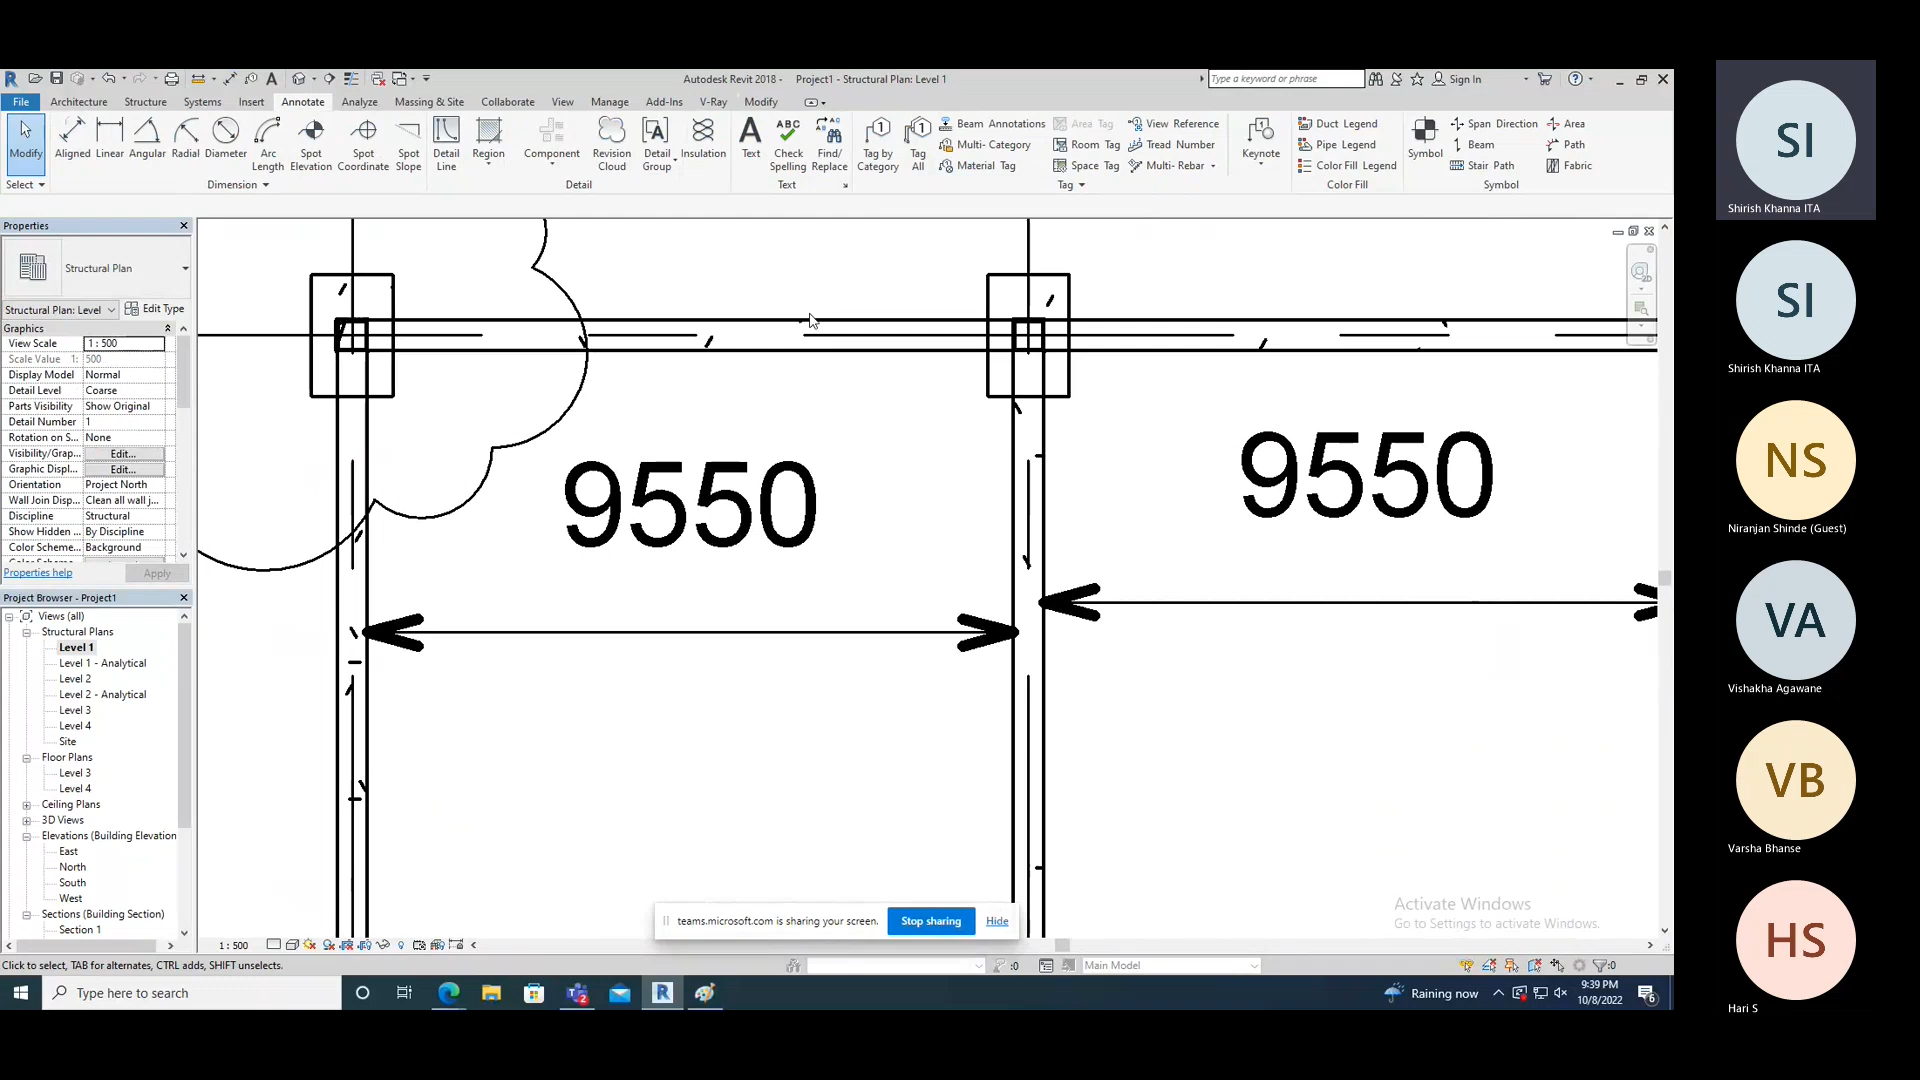 Autodesk Revit 2018 - Project1 - Structural Plan: Level 1
Type a keyword or phrase
Sign In
File Architecture Structure Systems Insert Annotate Analyze Massing & Site Collaborate View Manage Add-Ins V-Ray Modify
Modify
Select
Aligned Linear Angular Radial Diameter Arc Length Spot Elevation Spot Coordinate Spot Slope
Dimension
Detail Line Region Component Revision Cloud Detail Group Insulation
Detail
ABC
Text Check Spelling Find/ Replace
Text
Tag by Category Tag All
Beam Annotations
Multi- Category
Material Tag
Area Tag
Room Tag
Space Tag
View Reference
Tread Number
Multi- Rebar
Tag
Keynote
Duct Legend
Pipe Legend
Color Fill Legend
Color Fill
Symbol
Span Direction
Beam
Stair Path
Area
Path
Fabric
Symbol
Properties
Structural Plan
Structural Plan: Level
Edit Type
Graphics
View Scale 1 : 500
Scale Value 1: 500
Display Model Normal
Detail Level Coarse
Parts Visibility Show Original
Detail Number 1
Rotation on S... None
Visibility/Grap... Edit...
Graphic Displ... Edit...
Orientation Project North
Wall Join Disp... Clean all wall j...
Discipline Structural
Show Hidden ... By Discipline
Color Scheme... Background
Properties help
Apply
Project Browser - Project1
Views (all)
Structural Plans
Level 1
Level 1 - Analytical
Level 2
Level 2 - Analytical
Level 3
Level 4
Site
Floor Plans
Level 3
Level 4
Ceiling Plans
3D Views
Elevations (Building Elevation
East
North
South
West
Sections (Building Section)
Section 1
9550
9550
teams.microsoft.com is sharing your screen.
Stop sharing
Hide
Activate Windows
Go to Settings to activate Windows.
1 : 500
Click to select, TAB for alternates, CTRL adds, SHIFT unselects.
:0
Main Model
:0
Type here to search
Raining now
9:39 PM
10/8/2022
6
SI
Shirish Khanna ITA
SI
Shirish Khanna ITA
NS
Niranjan Shinde (Guest)
VA
Vishakha Agawane
VB
Varsha Bhanse
HS
Hari S